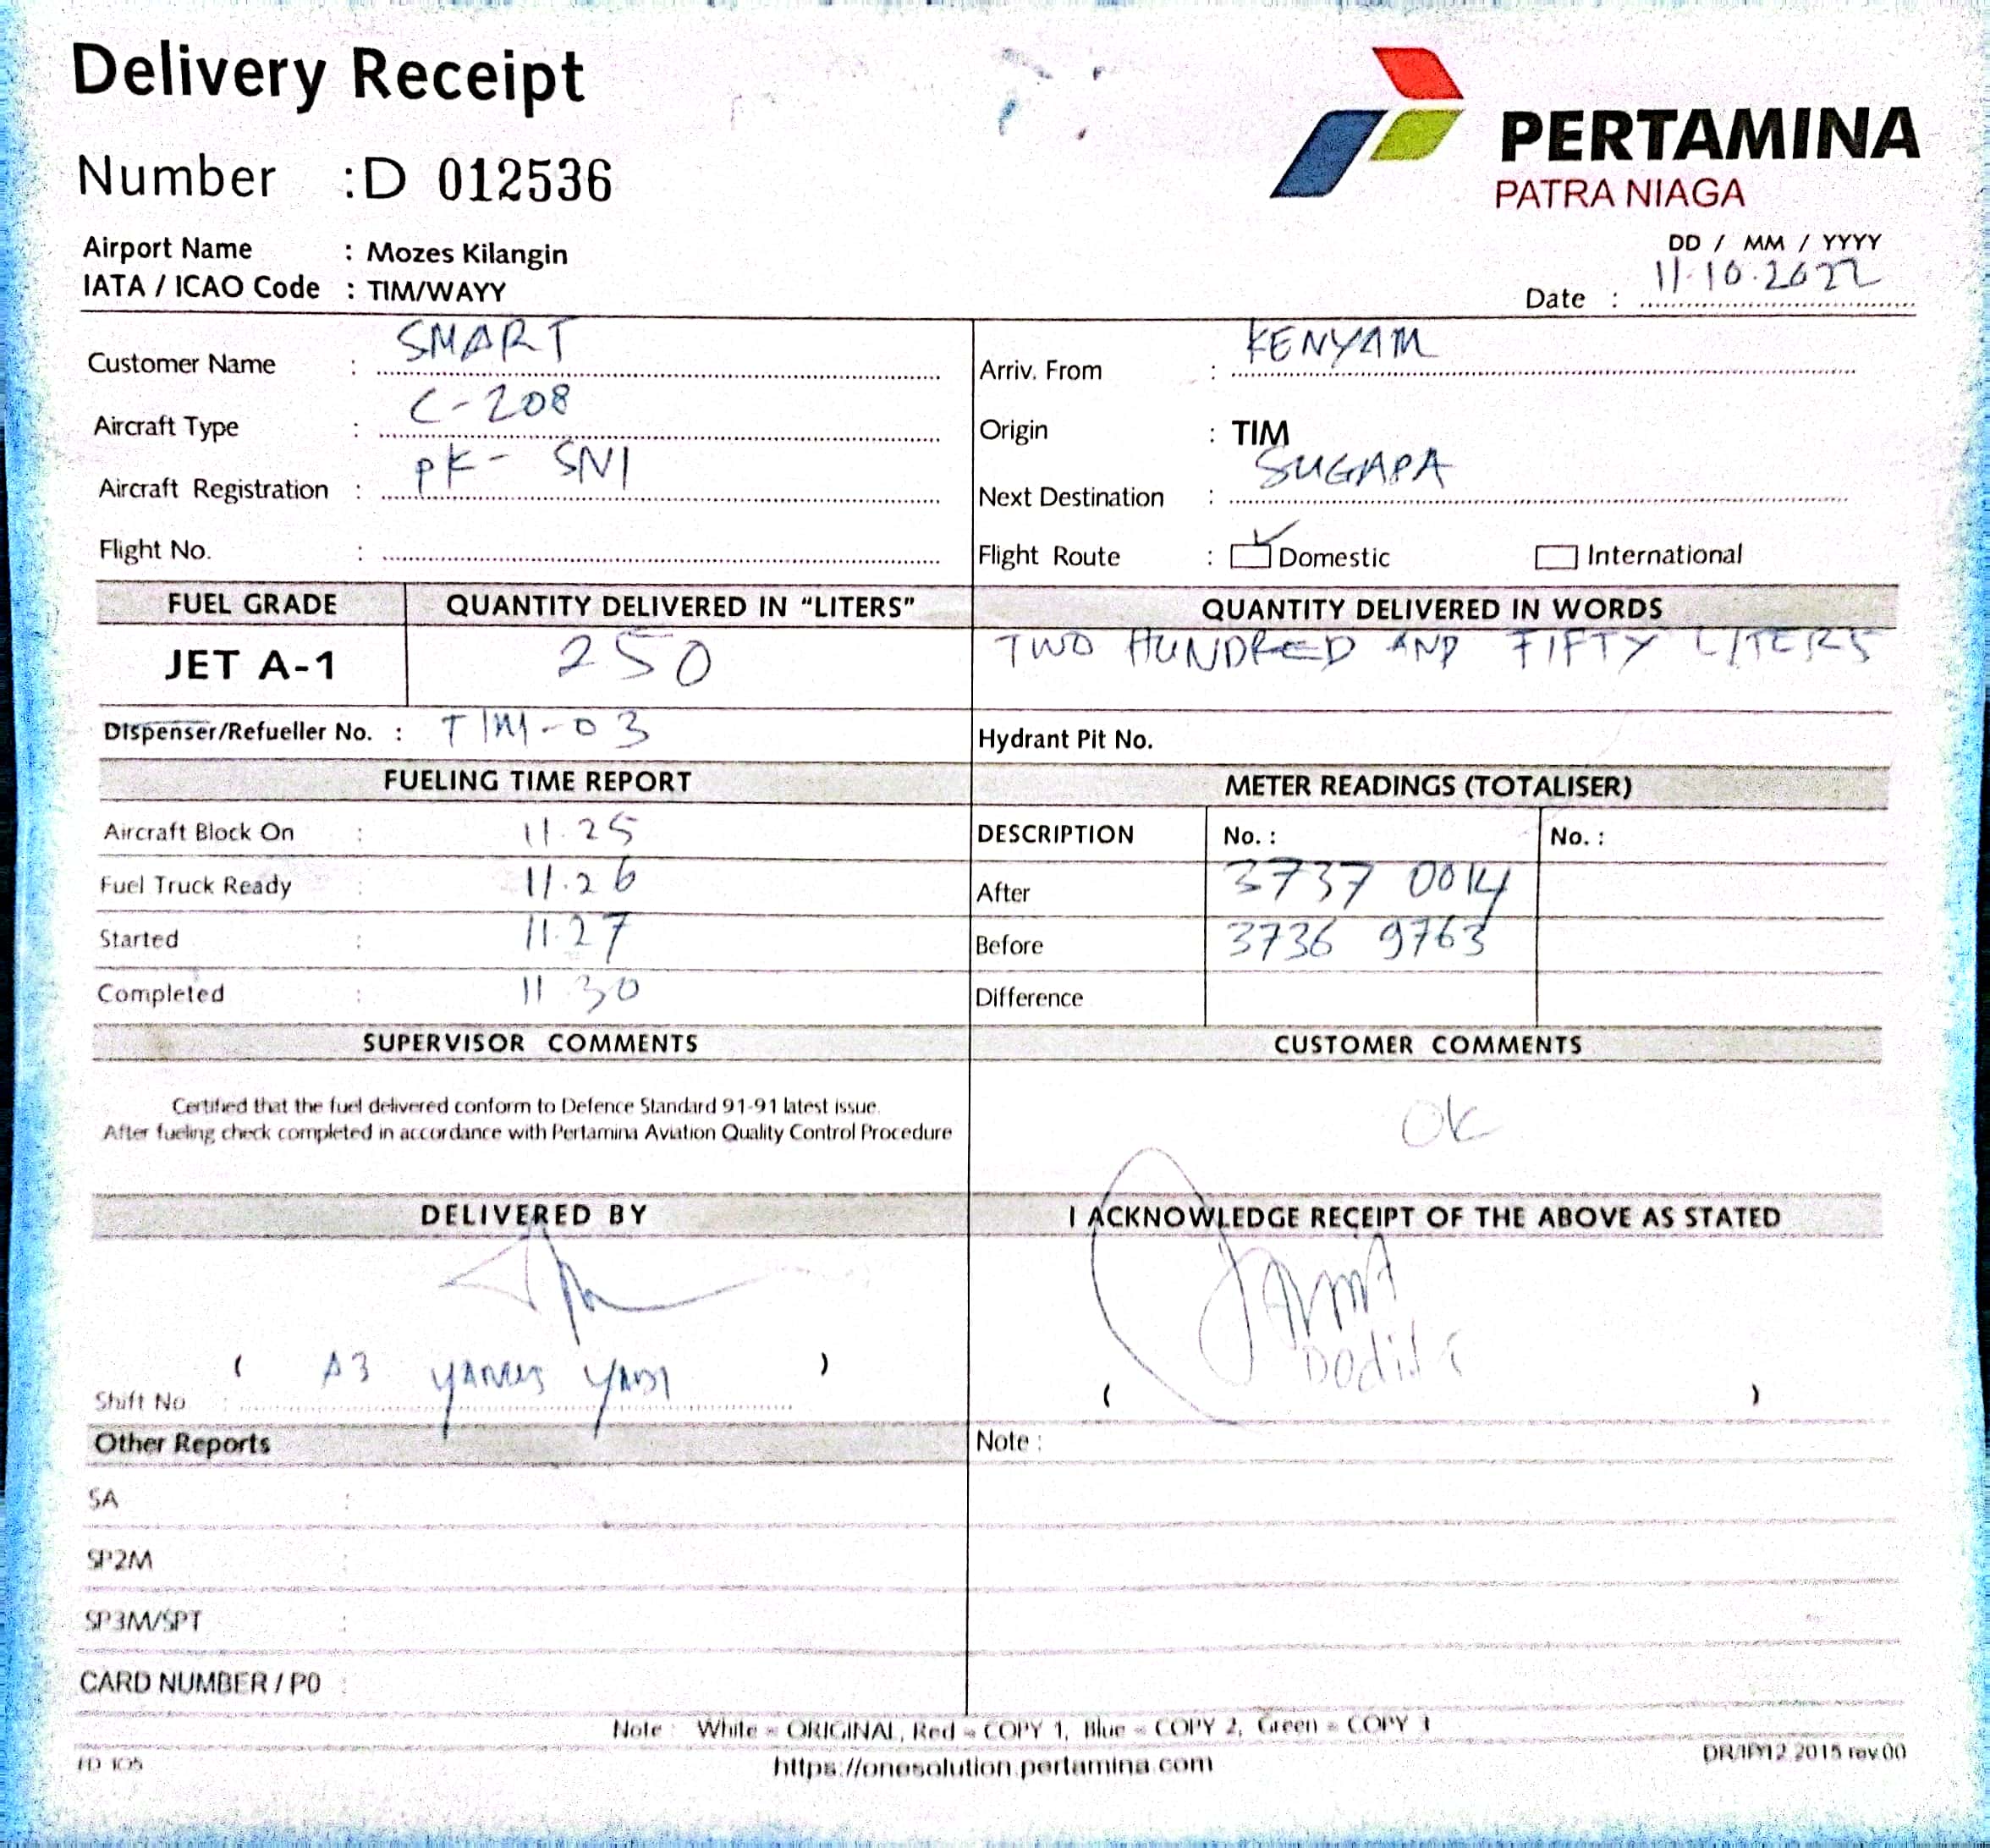 Delivery Receipt
Number : D 012536
PERTAMINA
PATRA NIAGA
Airport Name : Mozes Kilangin
IATA / ICAO Code : TIM/WAYY
DD / MM / YYYY
Date : 11.10.2022
Customer Name : SMART
Aircraft Type : C-208
Aircraft Registration : PK- SNI
Flight No. :
Arriv. From : KENYAM
Origin : TIM
Next Destination : SUGAPA
Flight Route : Domestic International
FUEL GRADE QUANTITY DELIVERED IN "LITERS" QUANTITY DELIVERED IN WORDS
JET A-1 250 TWO HUNDRED AND FIFTY LITERS
Dispenser/Refueller No. : TIM-03 Hydrant Pit No.
FUELING TIME REPORT
Aircraft Block On : 11.25
Fuel Truck Ready : 11.26
Started : 11.27
Completed : 11 30
METER READINGS (TOTALISER)
DESCRIPTION No. : No. :
After 3737 0014
Before 3736 9763
Difference
SUPERVISOR COMMENTS
Certified that the fuel delivered conform to Defence Standard 91-91 latest issue.
After fueling check completed in accordance with Pertamina Aviation Quality Control Procedure
CUSTOMER COMMENTS
OK
DELIVERED BY
( A3 )
Shift No :
I ACKNOWLEDGE RECEIPT OF THE ABOVE AS STATED
( )
Other Reports
SA :
SP2M :
SP3M/SPT :
CARD NUMBER / PO :
Note :
Note : White = ORIGINAL, Red = COPY 1, Blue = COPY 2, Green = COPY 3
https://onesolution.pertamina.com